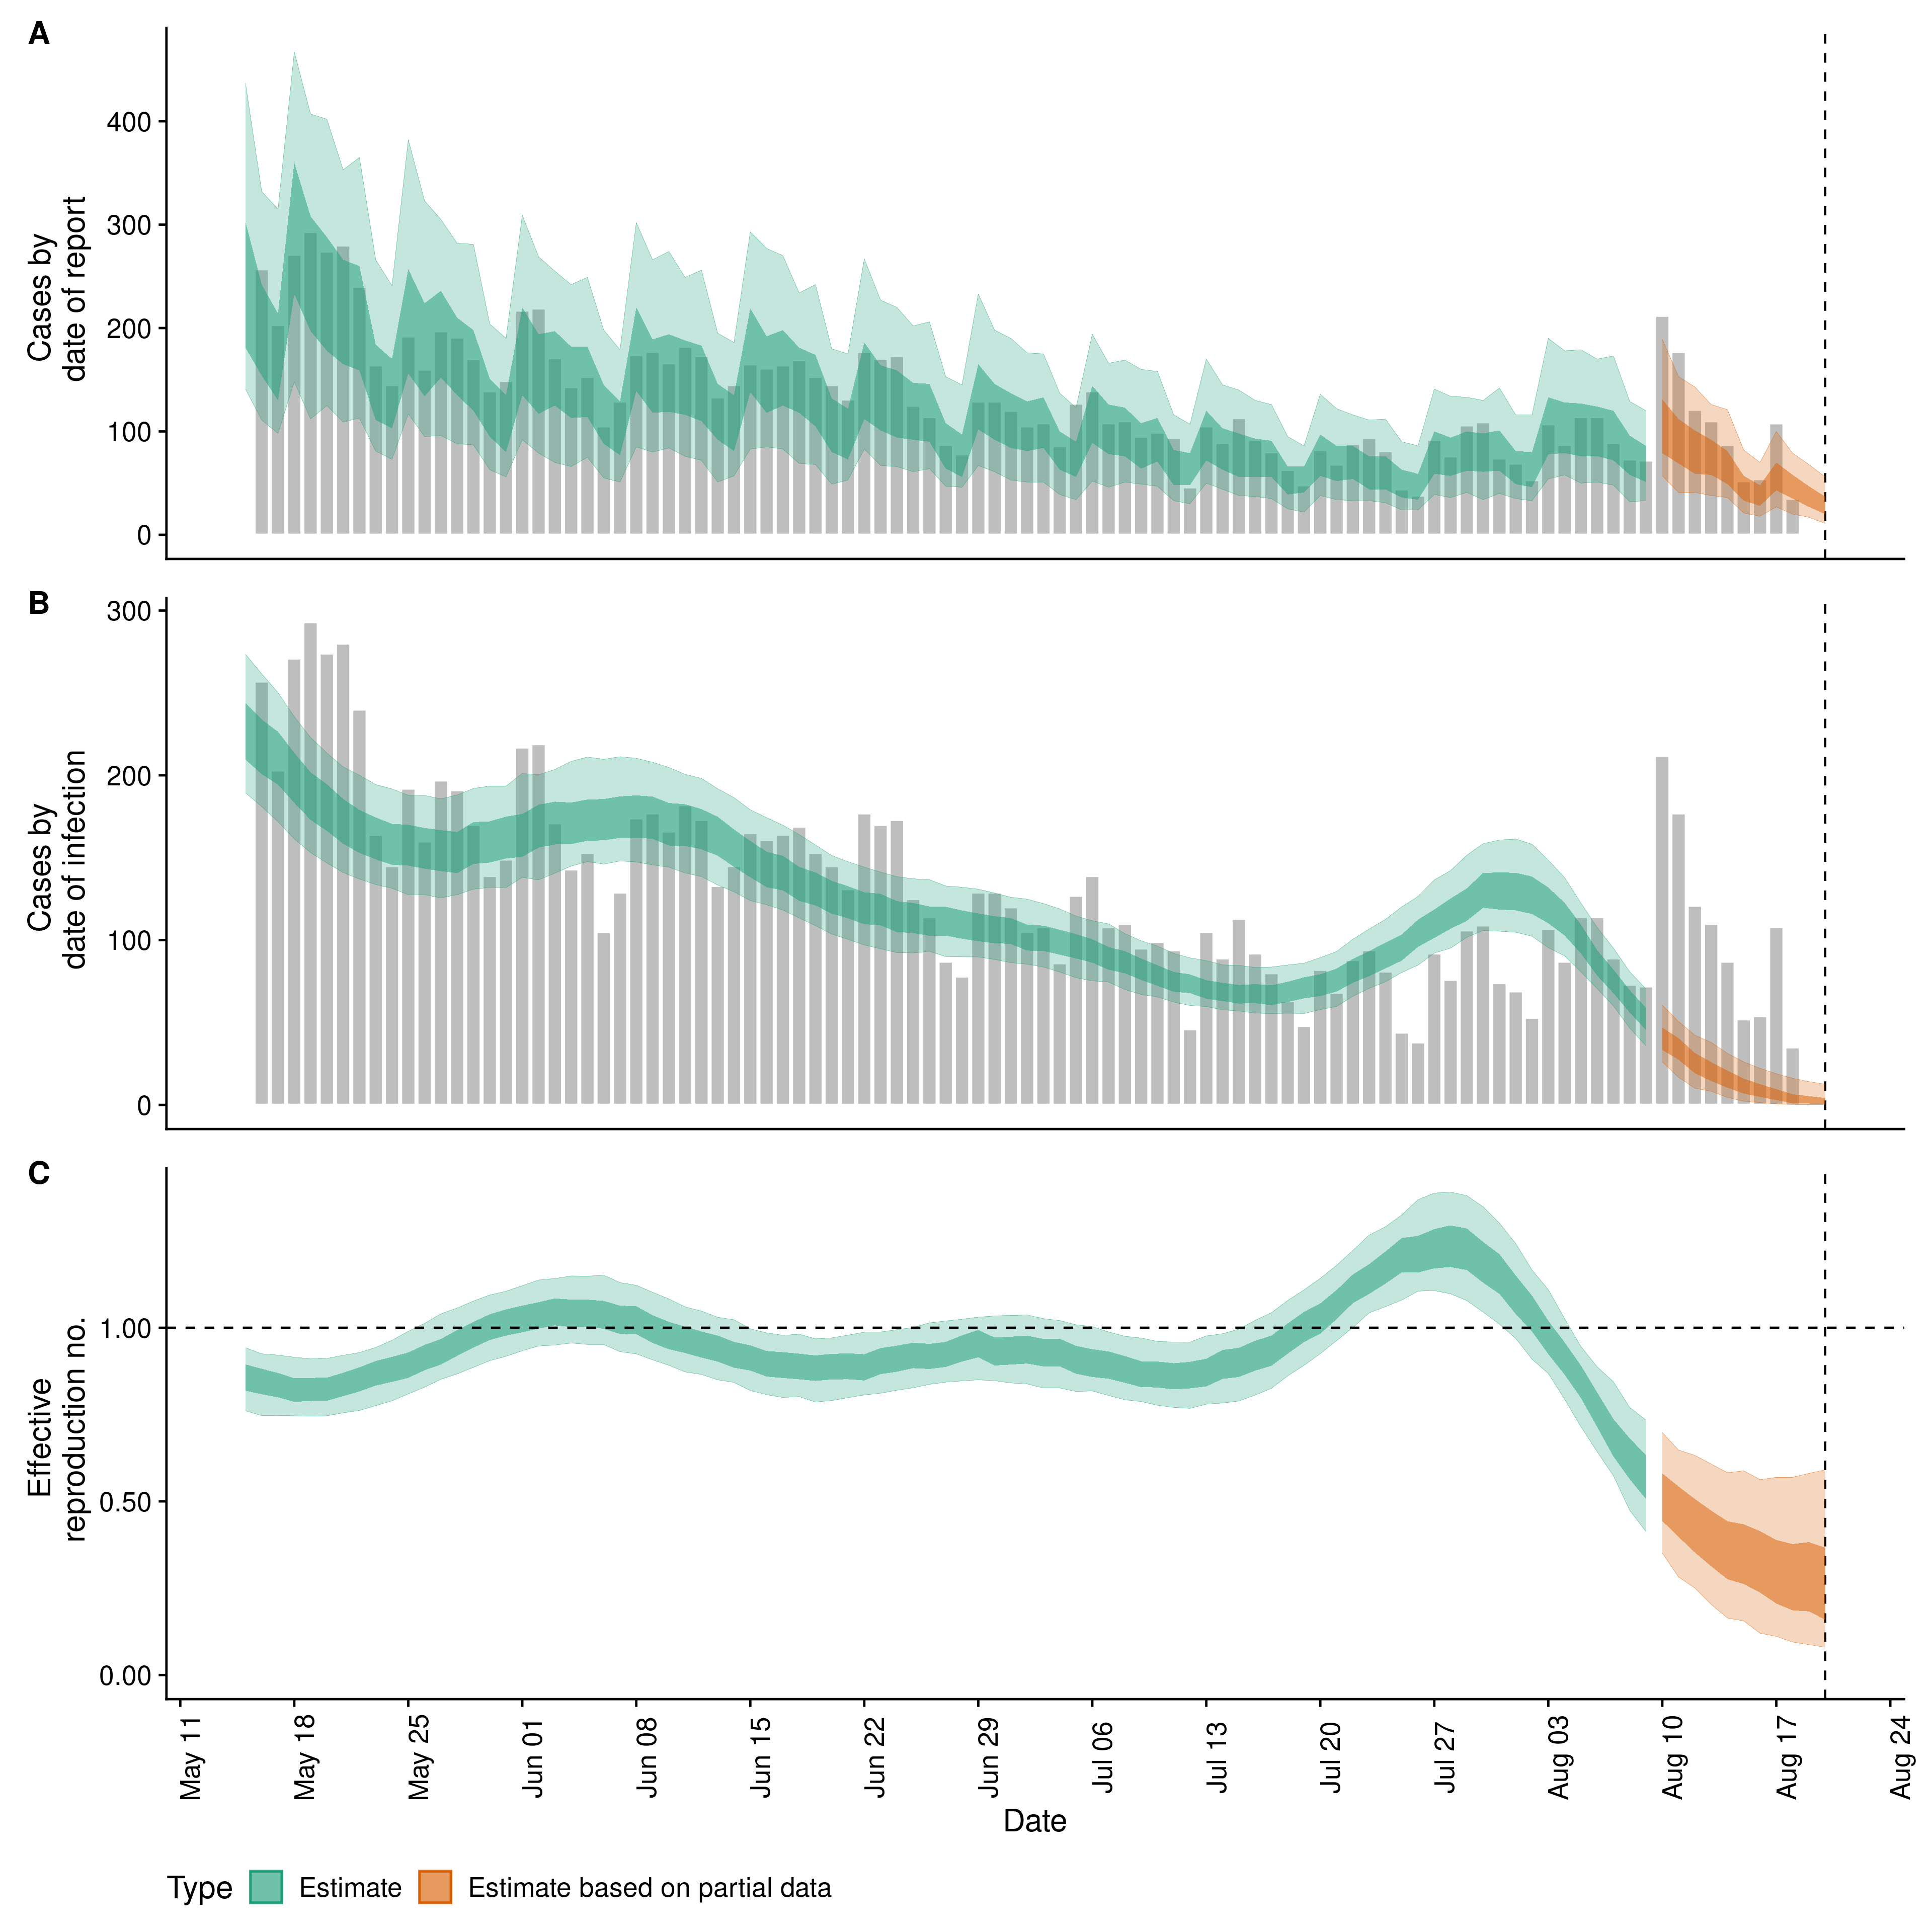 A
Cases by
date of report
400
300
200
100
0
B
Cases by
date of infection
300
200
100
0
C
Effective
reproduction no.
1.00
0.50
0.00
May 11
May 18
May 25
Jun 01
Jun 08
Jun 15
Jun 22
Jun 29
Jul 06
Jul 13
Jul 20
Jul 27
Aug 03
Aug 10
Aug 17
Aug 24
Date
Type Estimate Estimate based on partial data